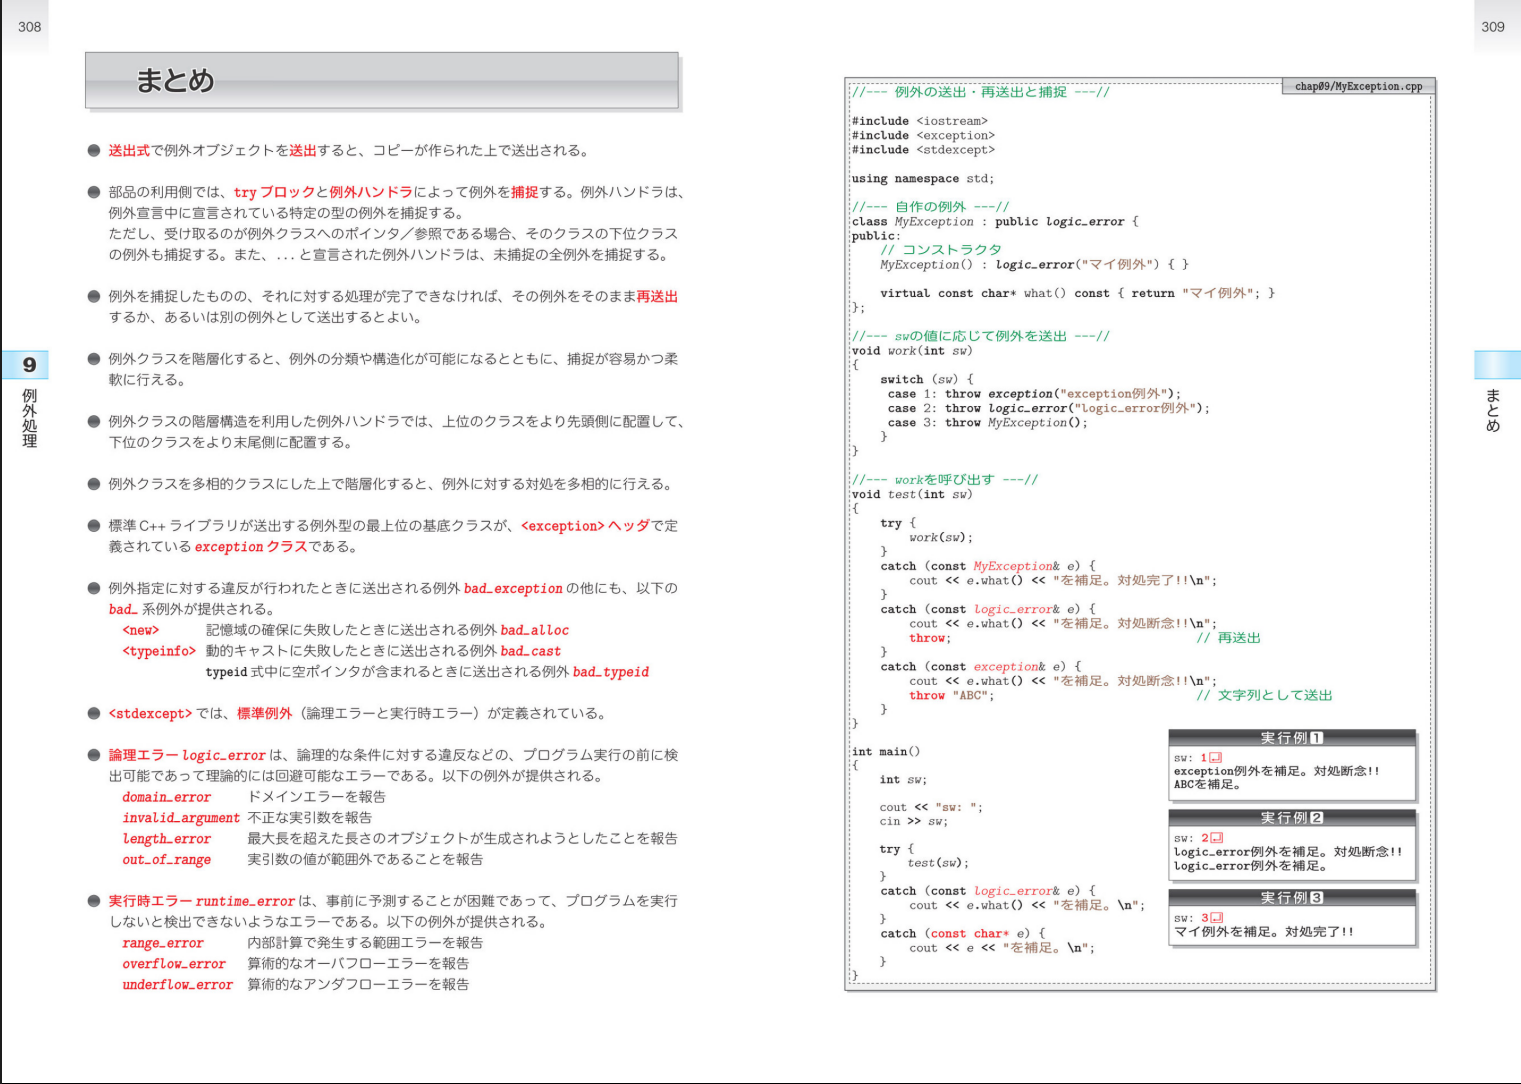 308
まとめ
● 送出式で例外オブジェクトを送出すると、コピーが作られた上で送出される。
● 部品の利用側では、try ブロックと例外ハンドラによって例外を捕捉する。例外ハンドラは、
例外宣言中に宣言されている特定の型の例外を捕捉する。
ただし、受け取るのが例外クラスへのポインタ／参照である場合、そのクラスの下位クラス
の例外も捕捉する。また、... と宣言された例外ハンドラは、未捕捉の全例外を捕捉する。
● 例外を捕捉したものの、それに対する処理が完了できなければ、その例外をそのまま再送出
するか、あるいは別の例外として送出するとよい。
● 例外クラスを階層化すると、例外の分類や構造化が可能になるとともに、捕捉が容易かつ柔
軟に行える。
● 例外クラスの階層構造を利用した例外ハンドラでは、上位のクラスをより先頭側に配置して、
下位のクラスをより末尾側に配置する。
● 例外クラスを多相的クラスにした上で階層化すると、例外に対する対処を多相的に行える。
● 標準 C++ ライブラリが送出する例外型の最上位の基底クラスが、<exception> ヘッダで定
義されている exception クラスである。
● 例外指定に対する違反が行われたときに送出される例外 bad_exception の他にも、以下の
bad_ 系例外が提供される。
<new> 記憶域の確保に失敗したときに送出される例外 bad_alloc
<typeinfo> 動的キャストに失敗したときに送出される例外 bad_cast
typeid 式中に空ポインタが含まれるときに送出される例外 bad_typeid
● <stdexcept> では、標準例外（論理エラーと実行時エラー）が定義されている。
● 論理エラー logic_error は、論理的な条件に対する違反などの、プログラム実行の前に検
出可能であって理論的には回避可能なエラーである。以下の例外が提供される。
domain_error ドメインエラーを報告
invalid_argument 不正な実引数を報告
length_error 最大長を超えた長さのオブジェクトが生成されようとしたことを報告
out_of_range 実引数の値が範囲外であることを報告
● 実行時エラー runtime_error は、事前に予測することが困難であって、プログラムを実行
しないと検出できないようなエラーである。以下の例外が提供される。
range_error 内部計算で発生する範囲エラーを報告
overflow_error 算術的なオーバフローエラーを報告
underflow_error 算術的なアンダフローエラーを報告
9
例外処理
309
まとめ
chap09/MyException.cpp
//--- 例外の送出・再送出と捕捉 ---//
#include <iostream>
#include <exception>
#include <stdexcept>
using namespace std;
//--- 自作の例外 ---//
class MyException : public logic_error {
public:
// コンストラクタ
MyException() : logic_error("マイ例外") { }
virtual const char* what() const { return "マイ例外"; }
};
//--- swの値に応じて例外を送出 ---//
void work(int sw)
{
switch (sw) {
case 1: throw exception("exception例外");
case 2: throw logic_error("logic_error例外");
case 3: throw MyException();
}
}
//--- workを呼び出す ---//
void test(int sw)
{
try {
work(sw);
}
catch (const MyException& e) {
cout << e.what() << "を補足。対処完了!!\n";
}
catch (const logic_error& e) {
cout << e.what() << "を補足。対処断念!!\n";
throw; // 再送出
}
catch (const exception& e) {
cout << e.what() << "を補足。対処断念!!\n";
throw "ABC"; // 文字列として送出
}
}
int main()
{
int sw;
cout << "sw: ";
cin >> sw;
try {
test(sw);
}
catch (const logic_error& e) {
cout << e.what() << "を補足。\n";
}
catch (const char* e) {
cout << e << "を補足。\n";
}
}
実行例1
sw: 1⏎
exception例外を補足。対処断念!!
ABCを補足。
実行例2
sw: 2⏎
logic_error例外を補足。対処断念!!
logic_error例外を補足。
実行例3
sw: 3⏎
マイ例外を補足。対処完了!!